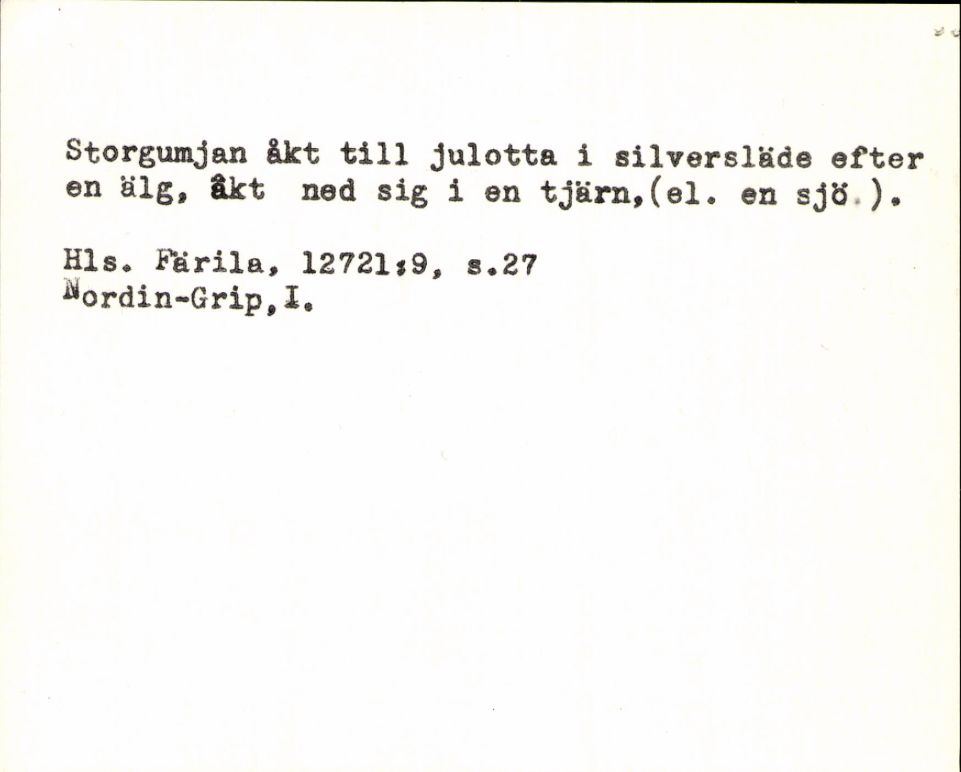 Storgumjan åkt till julotta i silversläde efter
en älg, åkt ned sig i en tjärn,(el. en sjö.).
Hls. Färila, 12721:9, s.27
Nordin-Grip,I.